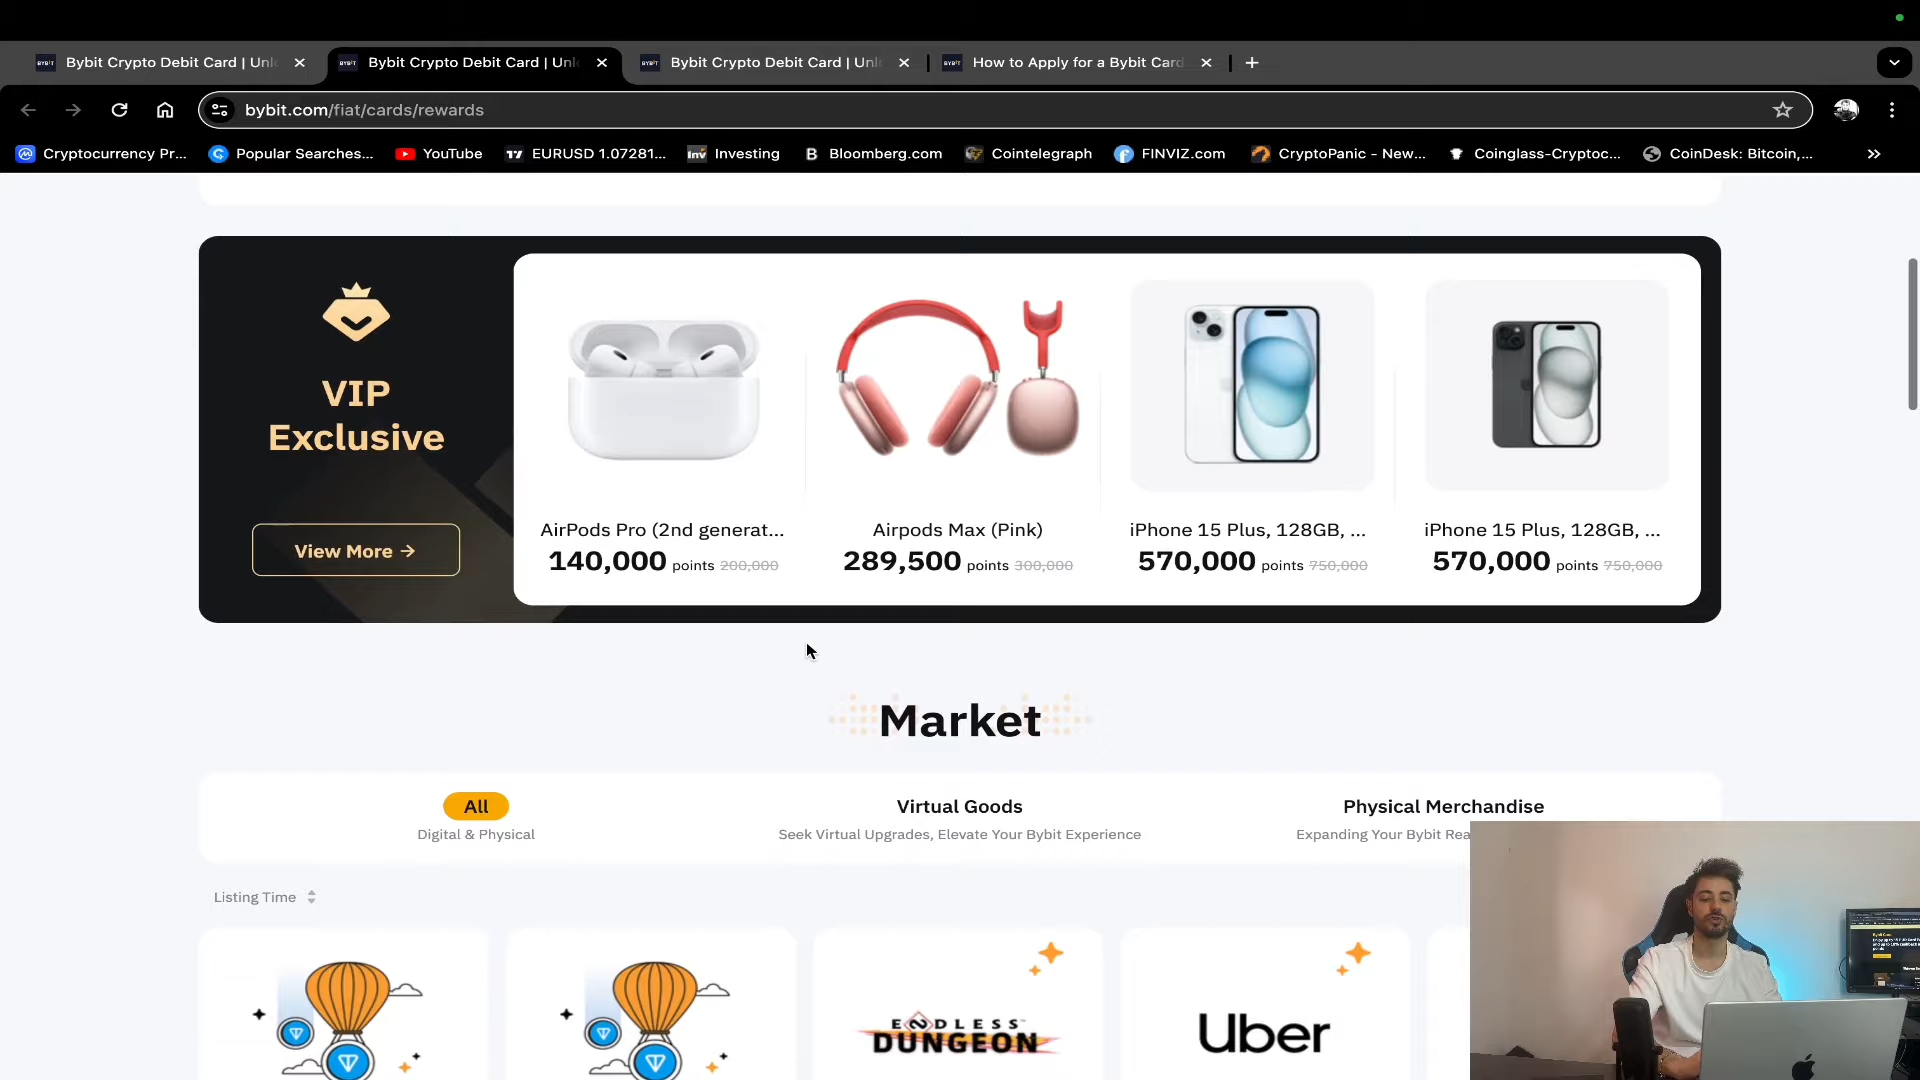 Bybit Crypto Debit Card | Unl
Bybit Crypto Debit Card | Unl
Bybit Crypto Debit Card | Unl
How to Apply for a Bybit Card
bybit.com/fiat/cards/rewards
Cryptocurrency Pr...
Popular Searches...
YouTube
EURUSD 1.07281...
Investing
Bloomberg.com
Cointelegraph
FINVIZ.com
CryptoPanic - New...
Coinglass-Cryptoc...
CoinDesk: Bitcoin,...
VIP
Exclusive
View More →
AirPods Pro (2nd generat...
140,000 points 200,000
Airpods Max (Pink)
289,500 points 300,000
iPhone 15 Plus, 128GB, ...
570,000 points 750,000
iPhone 15 Plus, 128GB, ...
570,000 points 750,000
Market
All
Digital & Physical
Virtual Goods
Seek Virtual Upgrades, Elevate Your Bybit Experience
Physical Merchandise
Expanding Your Bybit Rea
Listing Time
ENDLESS™
DUNGEON
Uber